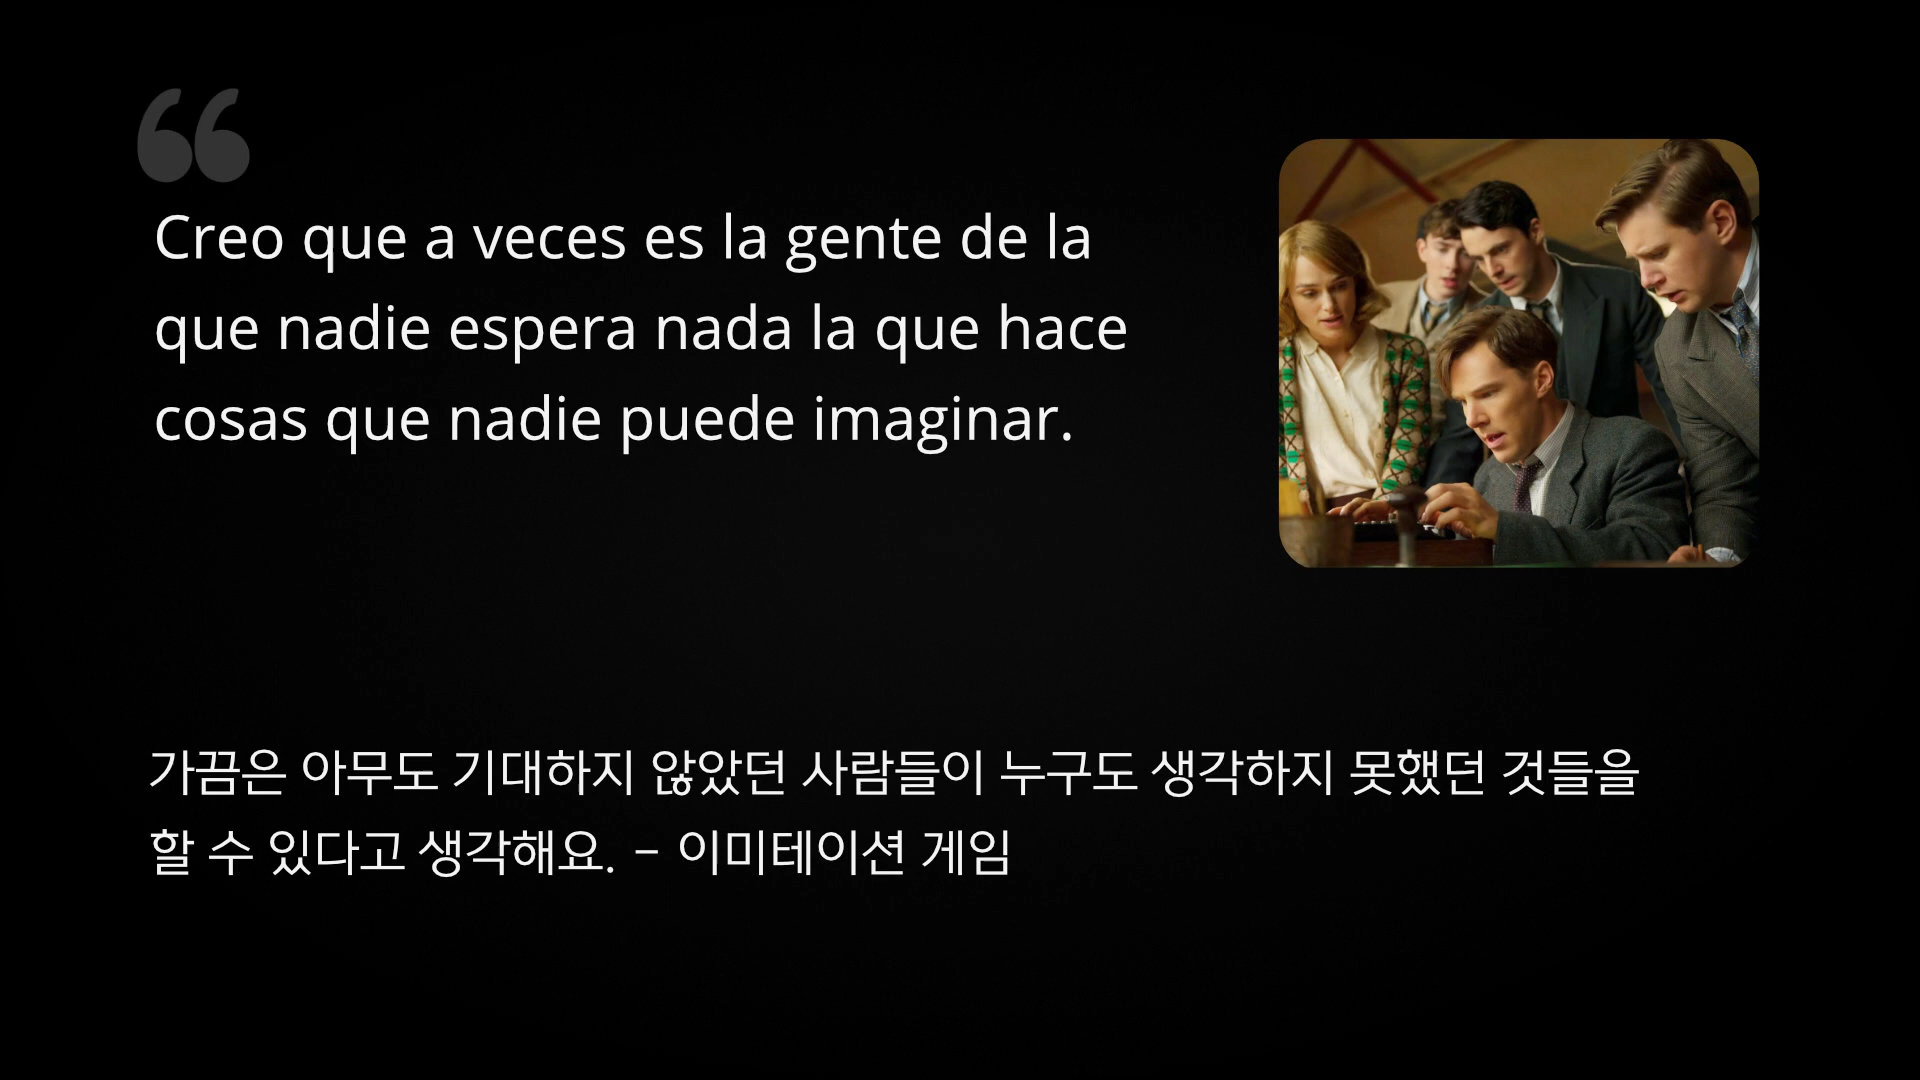 Creo que a veces es la gente de la
que nadie espera nada la que hace
cosas que nadie puede imaginar.
가끔은 아무도 기대하지 않았던 사람들이 누구도 생각하지 못했던 것들을
할 수 있다고 생각해요. – 이미테이션 게임